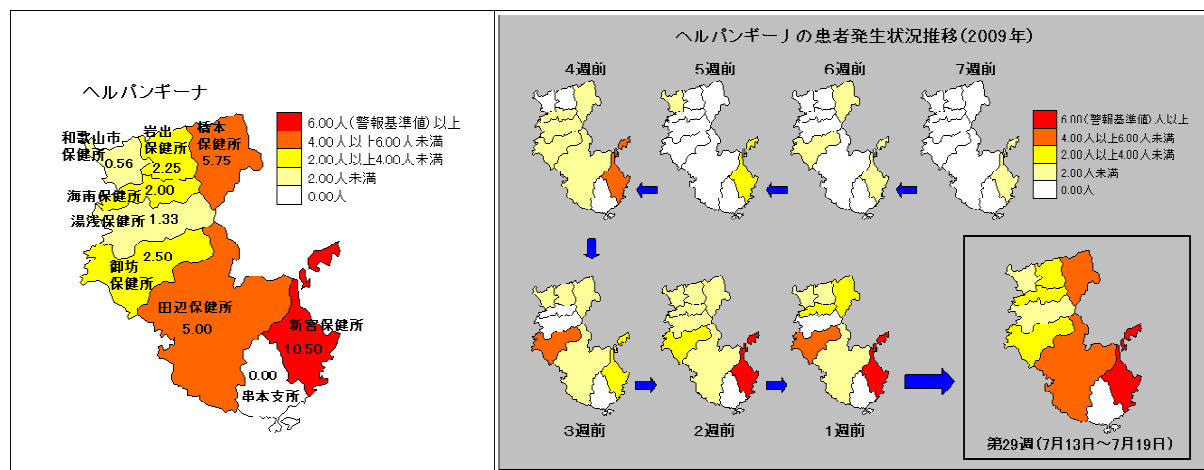 ヘルパンギーナ
6.00人(警報基準値)以上
4.00人以上6.00人未満
2.00人以上4.00人未満
2.00人未満
0.00人
和歌山市
保健所
0.56
岩出
保健所
2.25
橋本
保健所
5.75
海南保健所
2.00
湯浅保健所
1.33
御坊
保健所
2.50
田辺保健所
5.00
新宮保健所
10.50
0.00
串本支所
ヘルパンギーJの患者発生状況推移(2009年)
4週前
5週前
6週前
7週前
6.00(警報基準値)人以上
4.00人以上6.00人未満
2.00人以上4.00人未満
2.00人未満
0.00人
3週前
2週前
1週前
第29週(7月13日~7月19日)